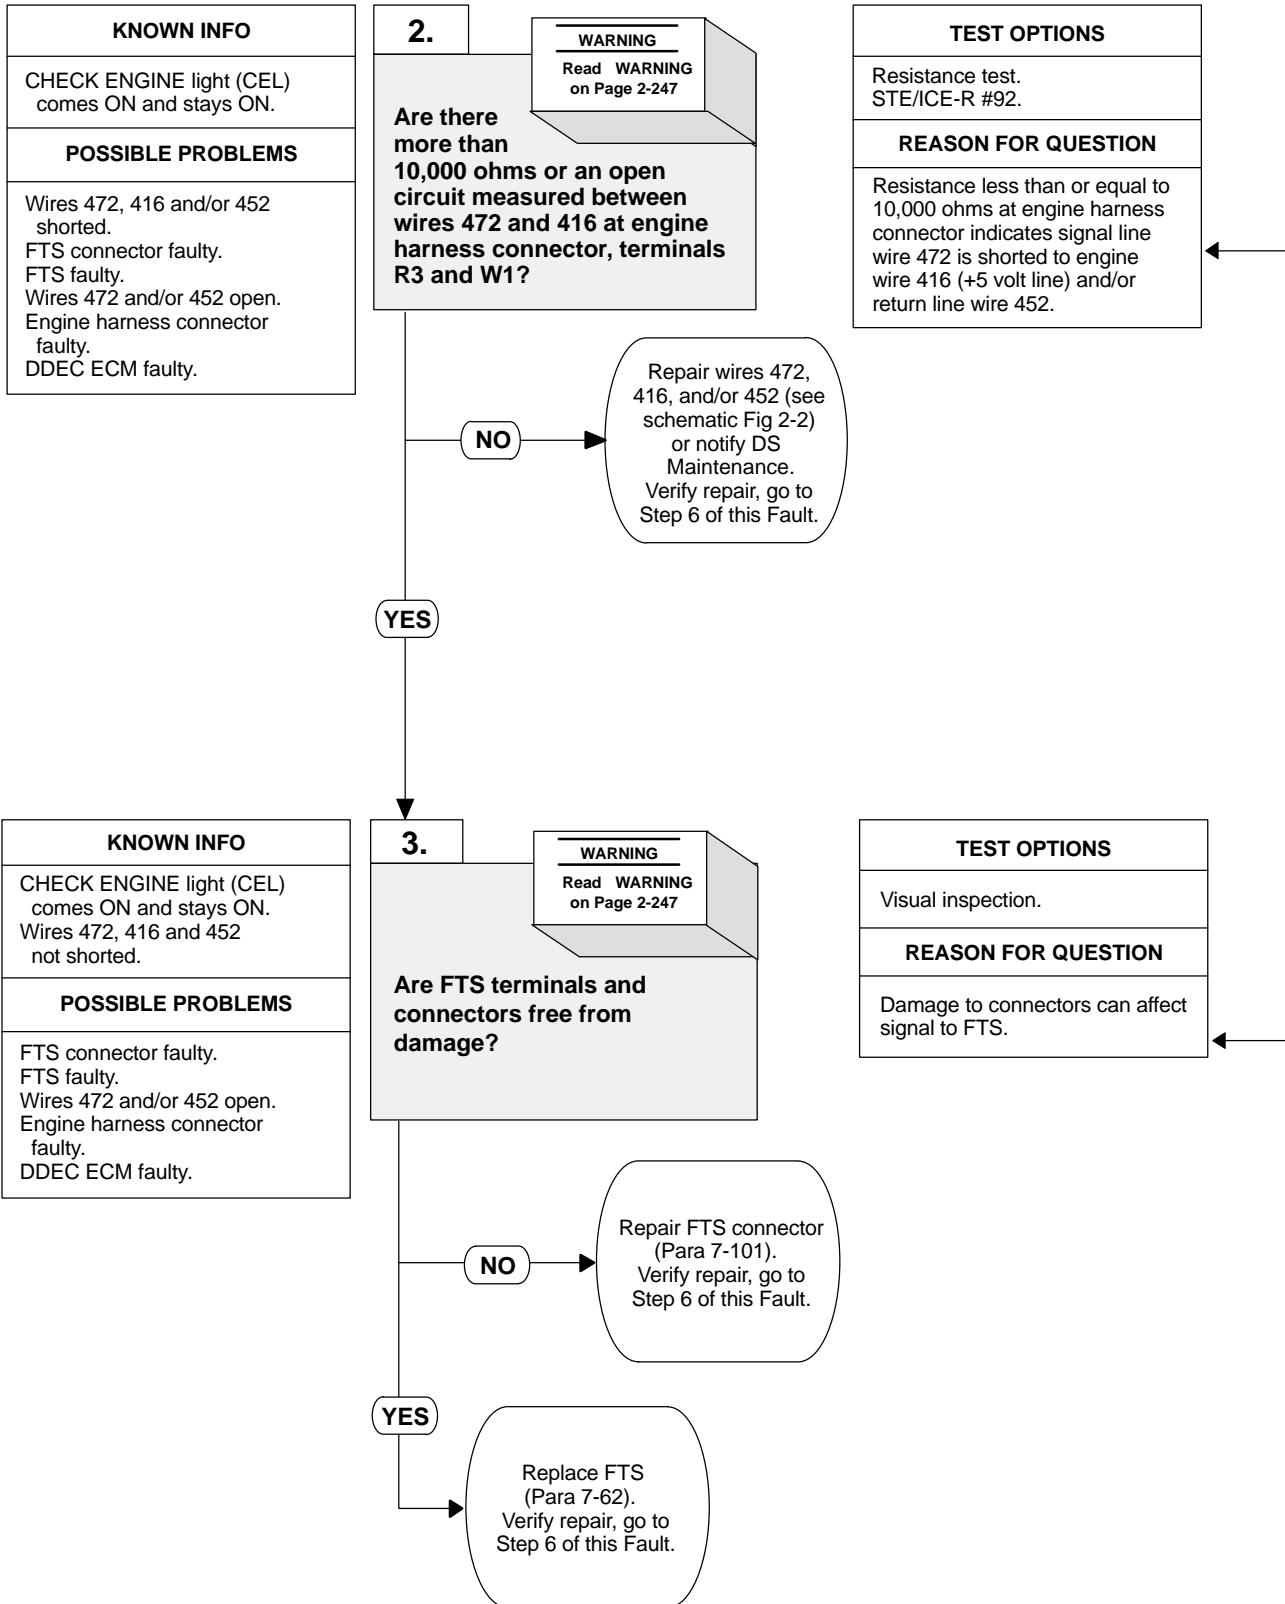 KNOWN INFO
CHECK ENGINE light (CEL)
comes ON and stays ON.
POSSIBLE PROBLEMS
Wires 472, 416 and/or 452
shorted.
FTS connector faulty.
FTS faulty.
Wires 472 and/or 452 open.
Engine harness connector
faulty.
DDEC ECM faulty.
2.
WARNING
Read WARNING
on Page 2-247
Are there
more than
10,000 ohms or an open
circuit measured between
wires 472 and 416 at engine
harness connector, terminals
R3 and W1?
TEST OPTIONS
Resistance test.
STE/ICE-R #92.
REASON FOR QUESTION
Resistance less than or equal to
10,000 ohms at engine harness
connector indicates signal line
wire 472 is shorted to engine
wire 416 (+5 volt line) and/or
return line wire 452.
NO
Repair wires 472,
416, and/or 452 (see
schematic Fig 2-2)
or notify DS
Maintenance.
Verify repair, go to
Step 6 of this Fault.
YES
KNOWN INFO
CHECK ENGINE light (CEL)
comes ON and stays ON.
Wires 472, 416 and 452
not shorted.
POSSIBLE PROBLEMS
FTS connector faulty.
FTS faulty.
Wires 472 and/or 452 open.
Engine harness connector
faulty.
DDEC ECM faulty.
3.
WARNING
Read WARNING
on Page 2-247
Are FTS terminals and
connectors free from
damage?
TEST OPTIONS
Visual inspection.
REASON FOR QUESTION
Damage to connectors can affect
signal to FTS.
NO
Repair FTS connector
(Para 7-101).
Verify repair, go to
Step 6 of this Fault.
YES
Replace FTS
(Para 7-62).
Verify repair, go to
Step 6 of this Fault.